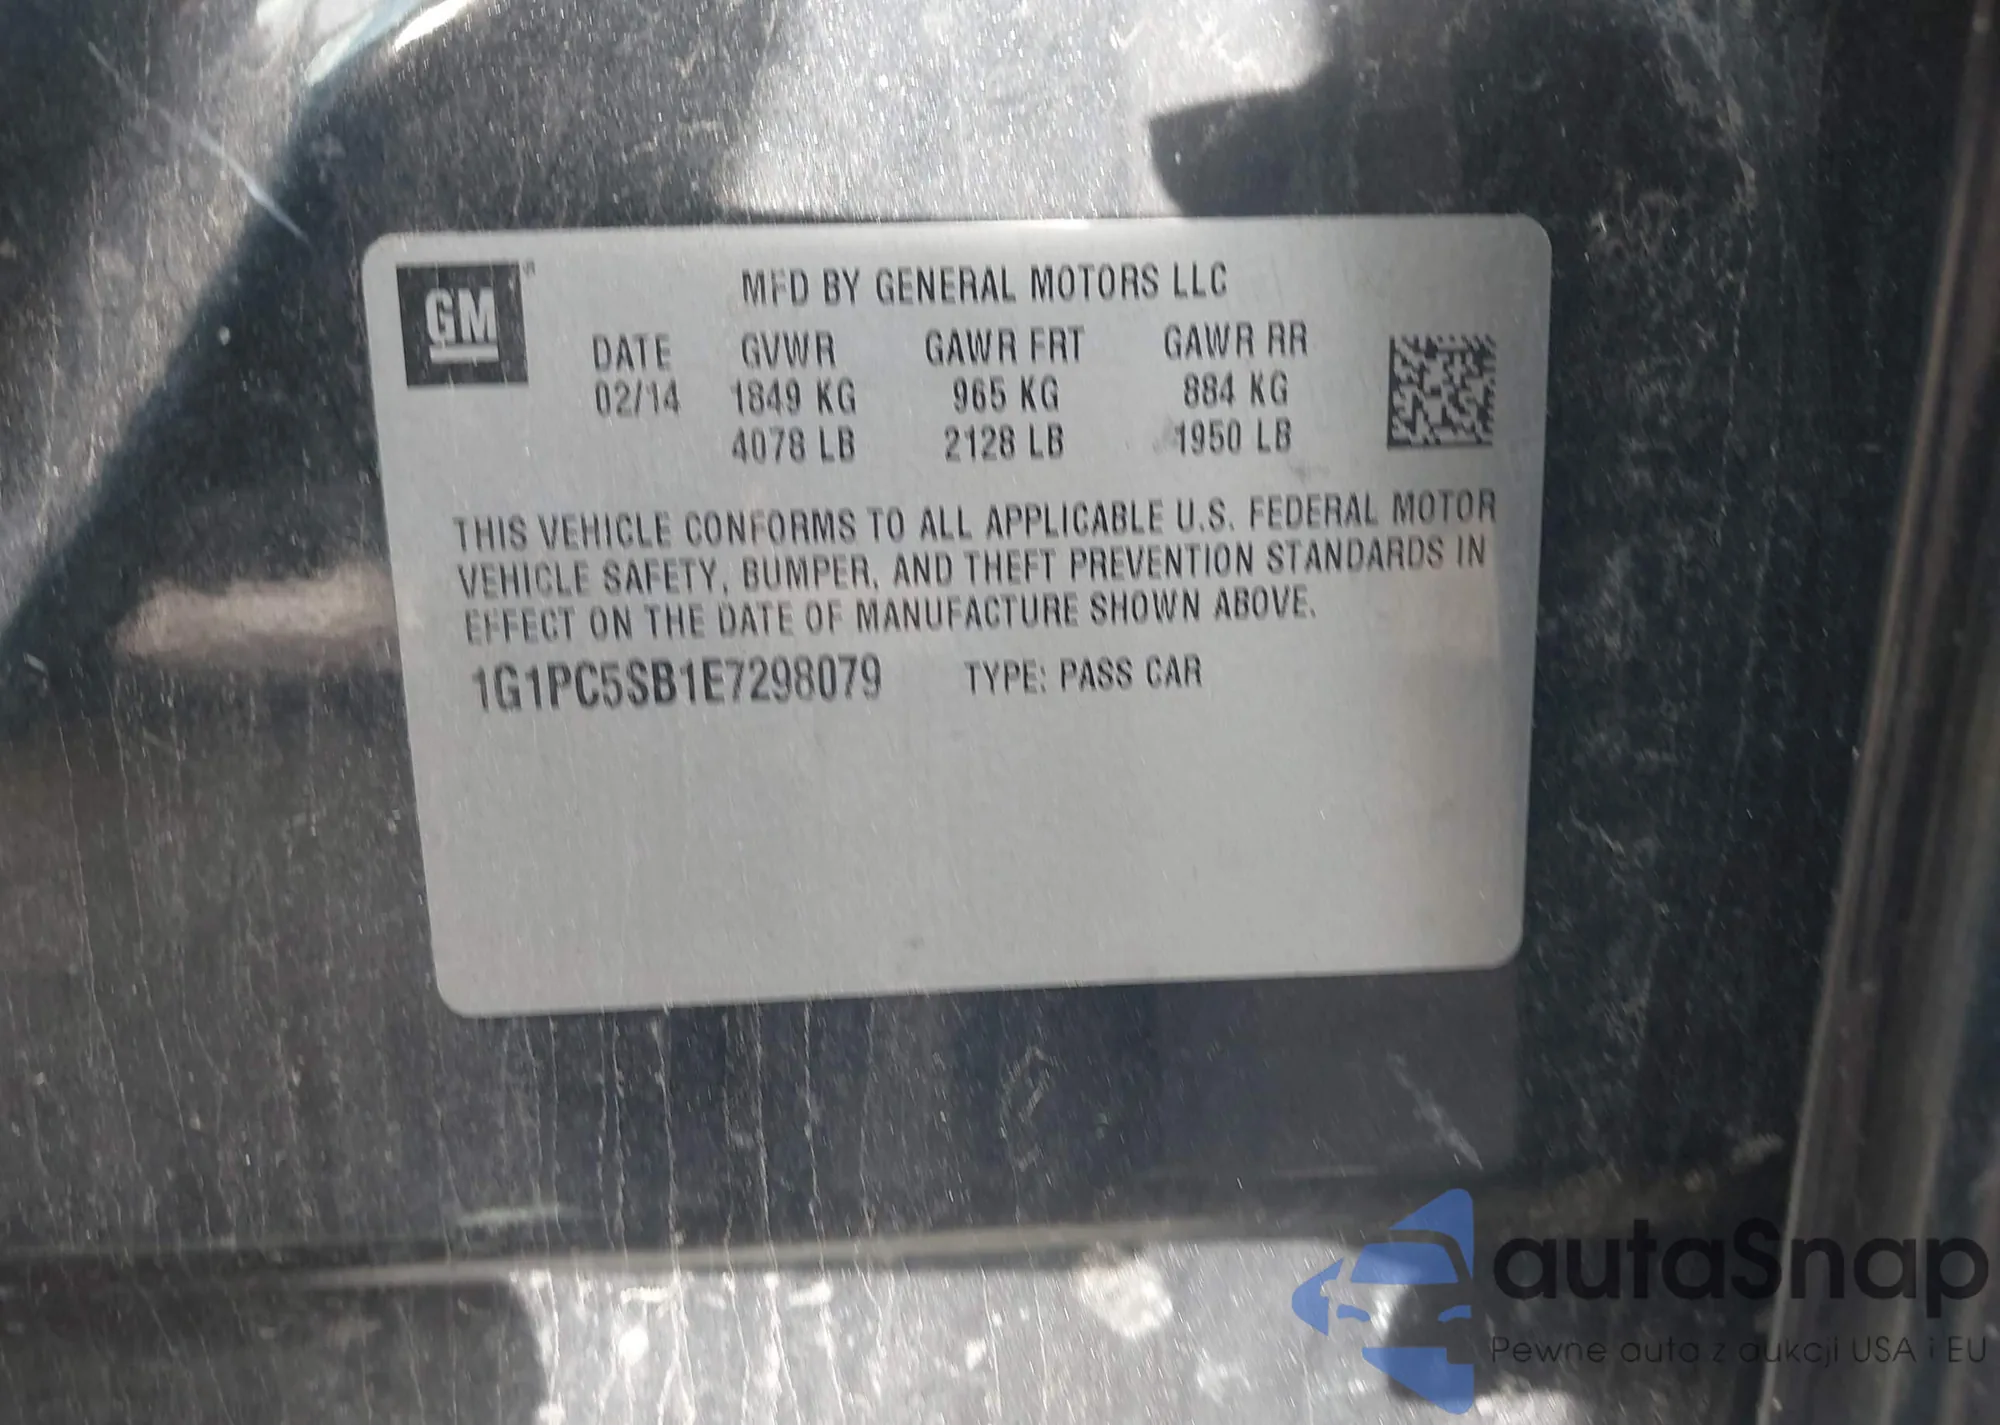 GM
MFD BY GENERAL MOTORS LLC
DATE GVWR GAWR FRT GAWR RR
02/14 1849 KG 965 KG 884 KG
4078 LB 2128 LB 1950 LB
THIS VEHICLE CONFORMS TO ALL APPLICABLE U.S. FEDERAL MOTOR
VEHICLE SAFETY, BUMPER, AND THEFT PREVENTION STANDARDS IN
EFFECT ON THE DATE OF MANUFACTURE SHOWN ABOVE.
1G1PC5SB1E7298079 TYPE: PASS CAR
autaSnap
Pewne auta z aukcji USA i EU